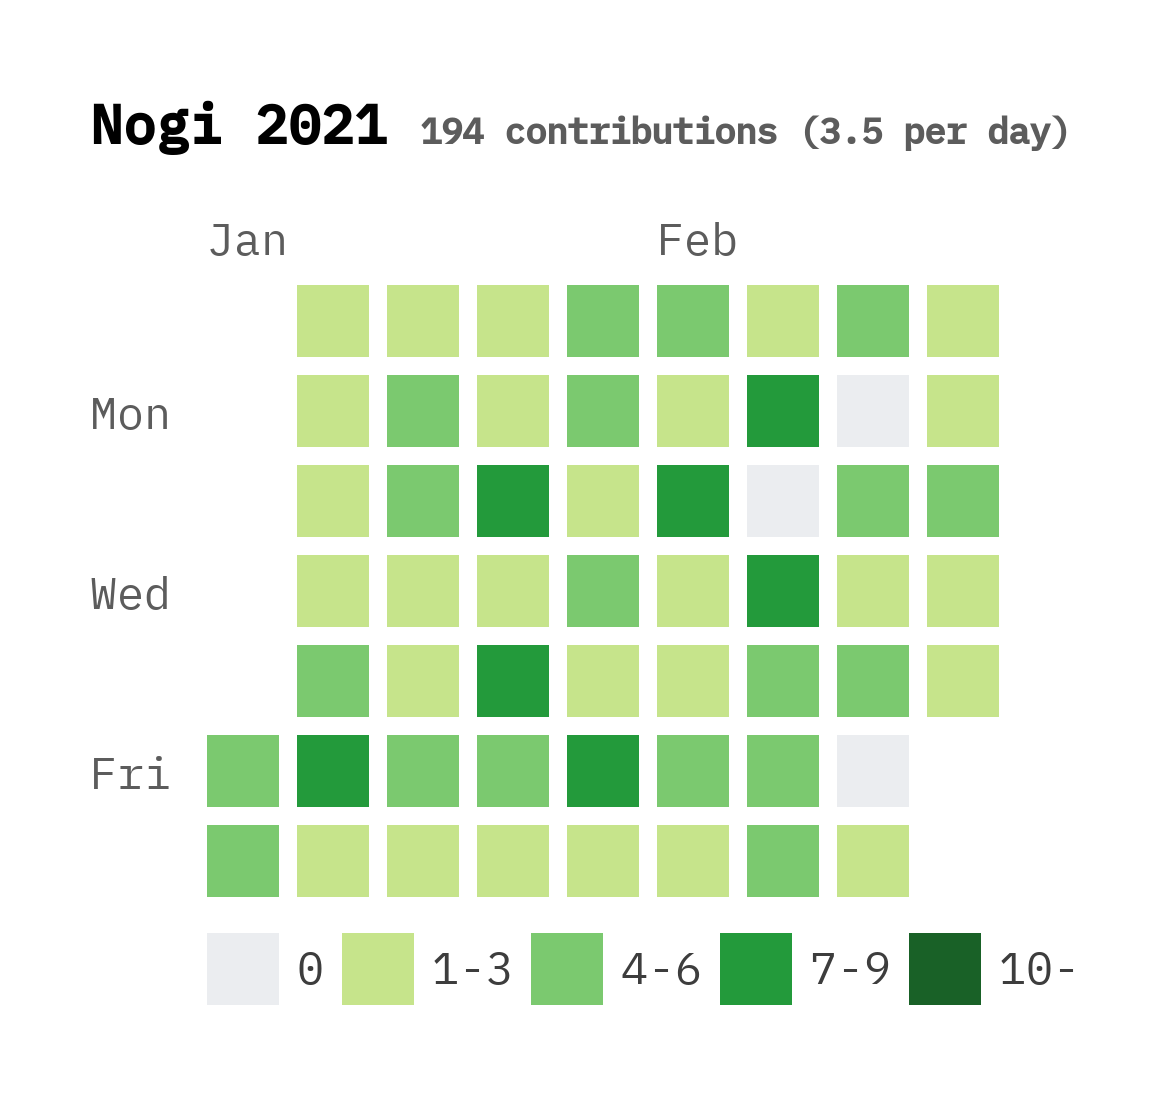 Nogi 2021 194 contributions (3.5 per day)
Jan Feb
Mon
Wed
Fri
0 1-3 4-6 7-9 10-